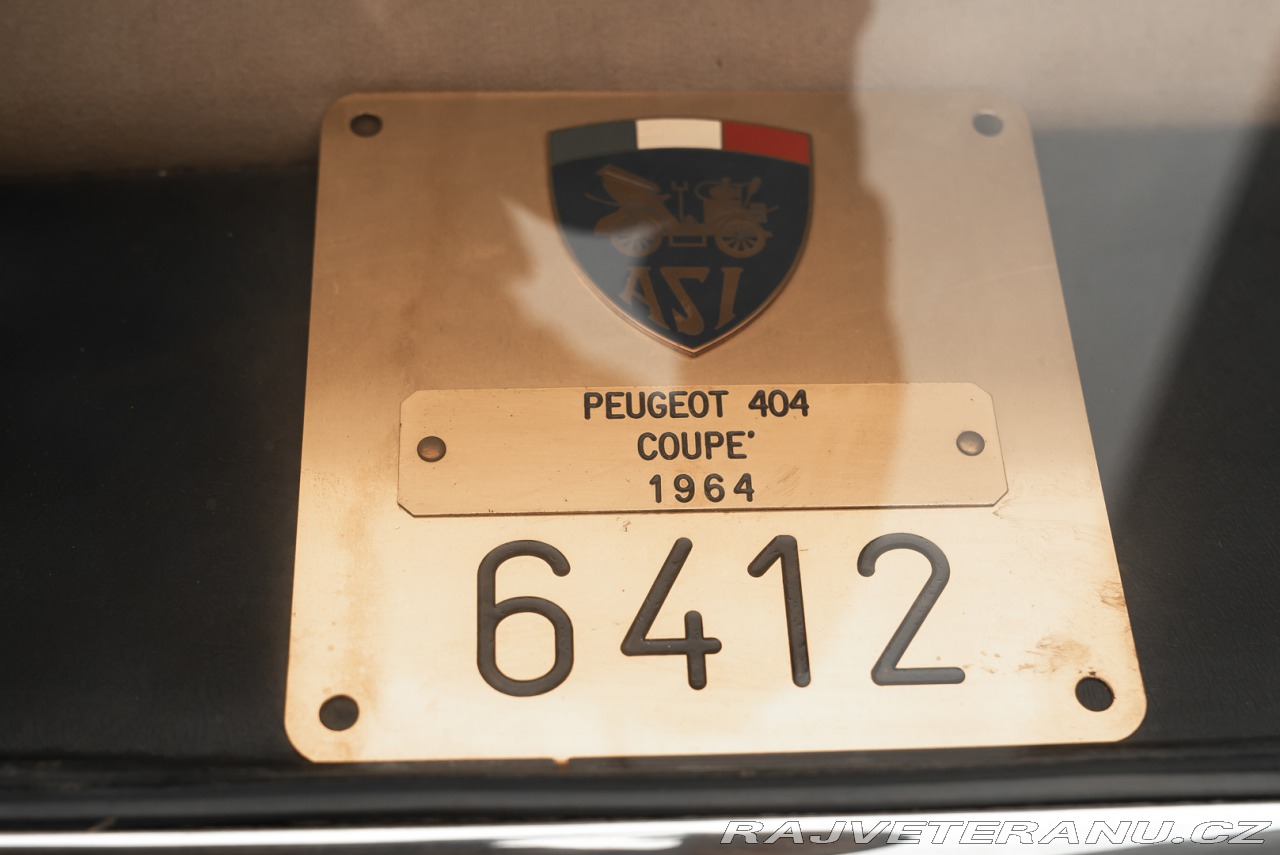 ASI
PEUGEOT 404
COUPE'
1964
6412
RAJVETERANU.CZ